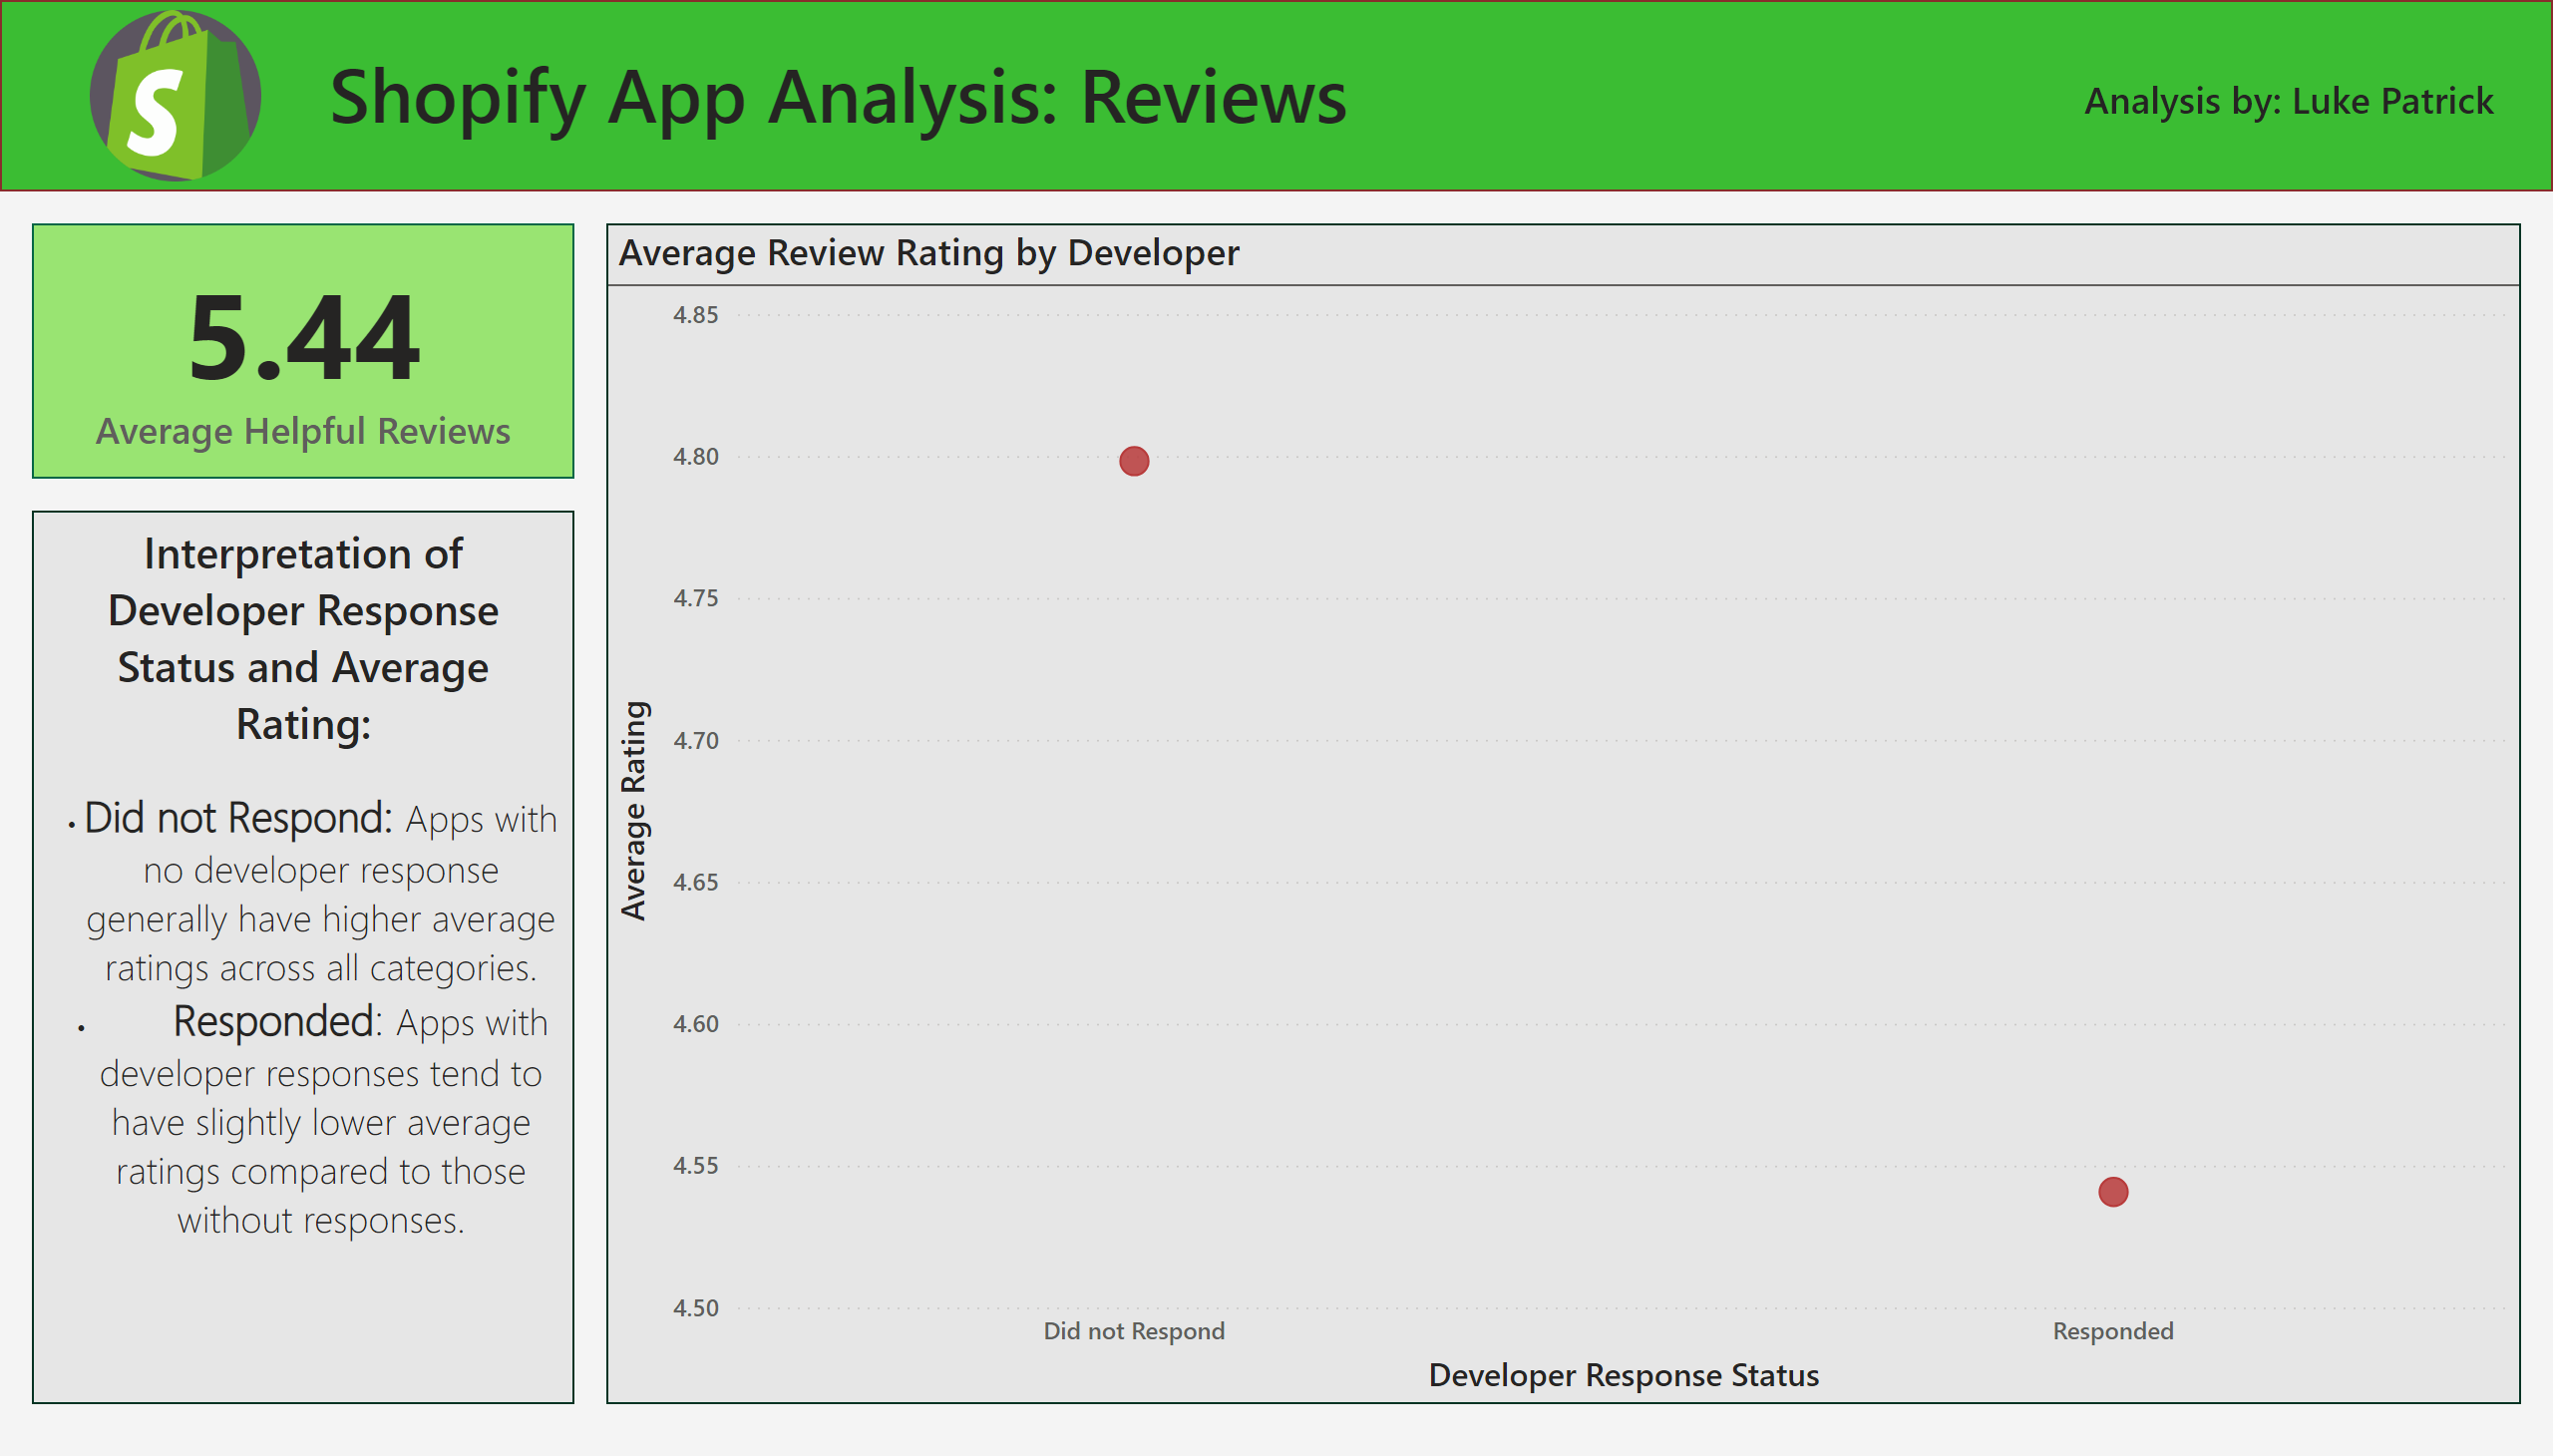 S
Shopify App Analysis: Reviews
Analysis by: Luke Patrick
5.44
Average Helpful Reviews
Interpretation of
Developer Response
Status and Average
Rating:
• Did not Respond: Apps with
no developer response
generally have higher average
ratings across all categories.
• Responded: Apps with
developer responses tend to
have slightly lower average
ratings compared to those
without responses.
Average Review Rating by Developer
Average Rating
4.85
4.80
4.75
4.70
4.65
4.60
4.55
4.50
Did not Respond
Responded
Developer Response Status